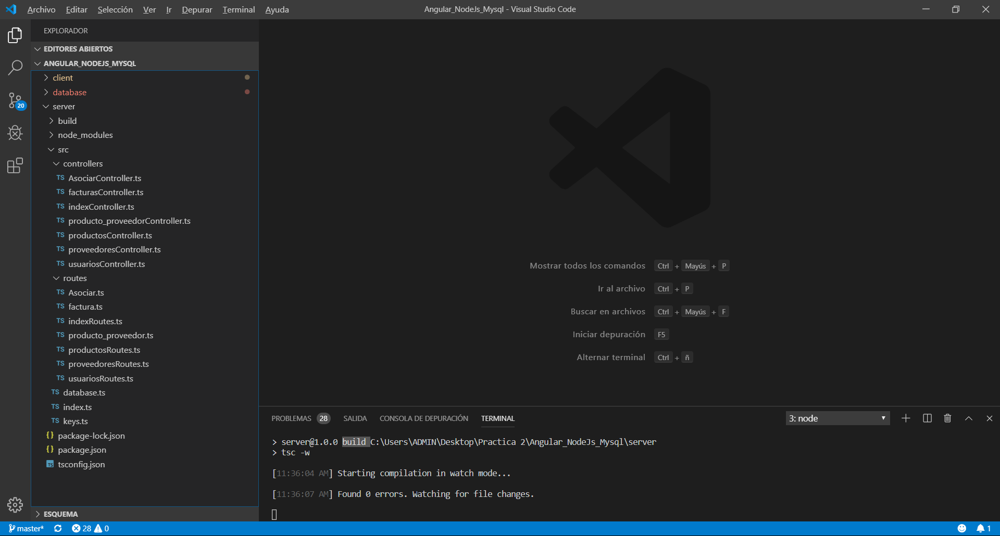 Archivo Editar Selección Ver Ir Depurar Terminal Ayuda
Angular_NodeJs_Mysql - Visual Studio Code
EXPLORADOR
EDITORES ABIERTOS
ANGULAR_NODEJS_MYSQL
client
database
20
server
build
node_modules
src
controllers
TS AsociarController.ts
TS facturasController.ts
TS indexController.ts
TS producto_proveedorController.ts
TS productosController.ts
TS proveedoresController.ts
TS usuariosController.ts
routes
TS Asociar.ts
TS factura.ts
TS indexRoutes.ts
TS producto_proveedor.ts
TS productosRoutes.ts
TS proveedoresRoutes.ts
TS usuariosRoutes.ts
TS database.ts
TS index.ts
TS keys.ts
{} package-lock.json
{} package.json
TS tsconfig.json
ESQUEMA
Mostrar todos los comandos Ctrl + Mayús + P
Ir al archivo Ctrl + P
Buscar en archivos Ctrl + Mayús + F
Iniciar depuración F5
Alternar terminal Ctrl + ñ
PROBLEMAS 28 SALIDA CONSOLA DE DEPURACIÓN TERMINAL
3: node
> server@1.0.0 build C:\Users\ADMIN\Desktop\Practica 2\Angular_NodeJs_Mysql\server
> tsc -w
[11:36:04 AM] Starting compilation in watch mode...
[11:36:07 AM] Found 0 errors. Watching for file changes.
master* 28 0
1